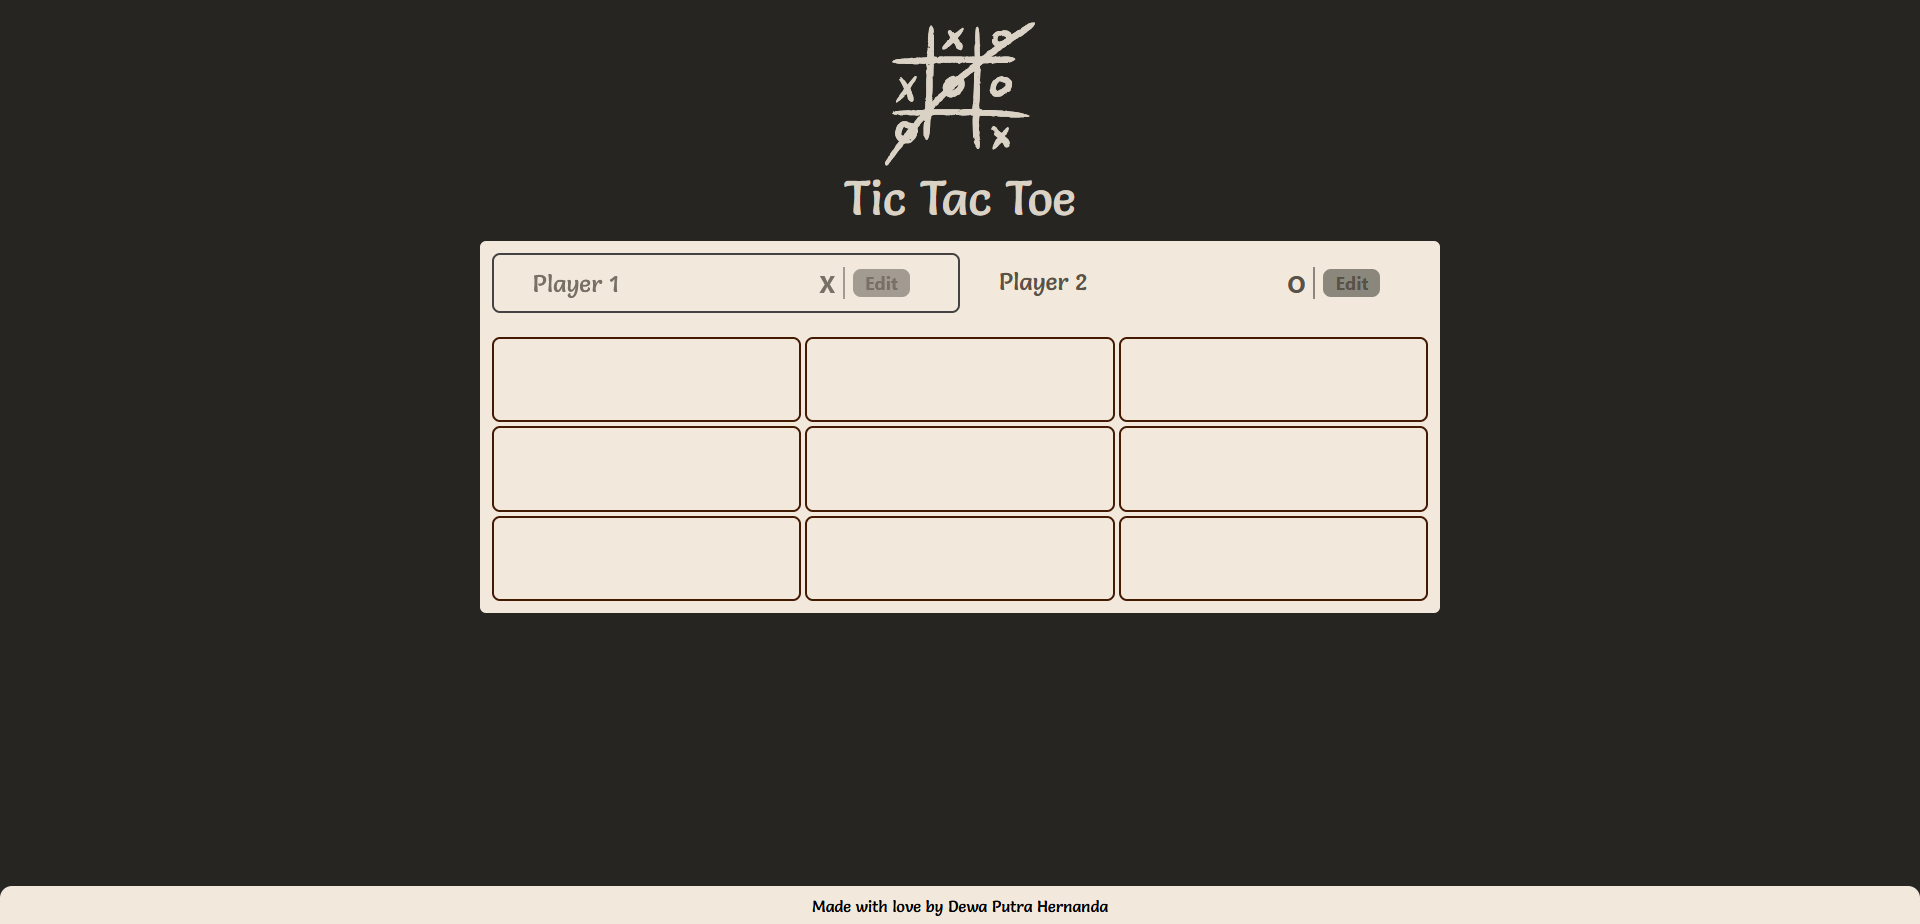 X O
X O O
O X
Tic Tac Toe
Player 1 X Edit Player 2 O Edit
Made with love by Dewa Putra Hernanda